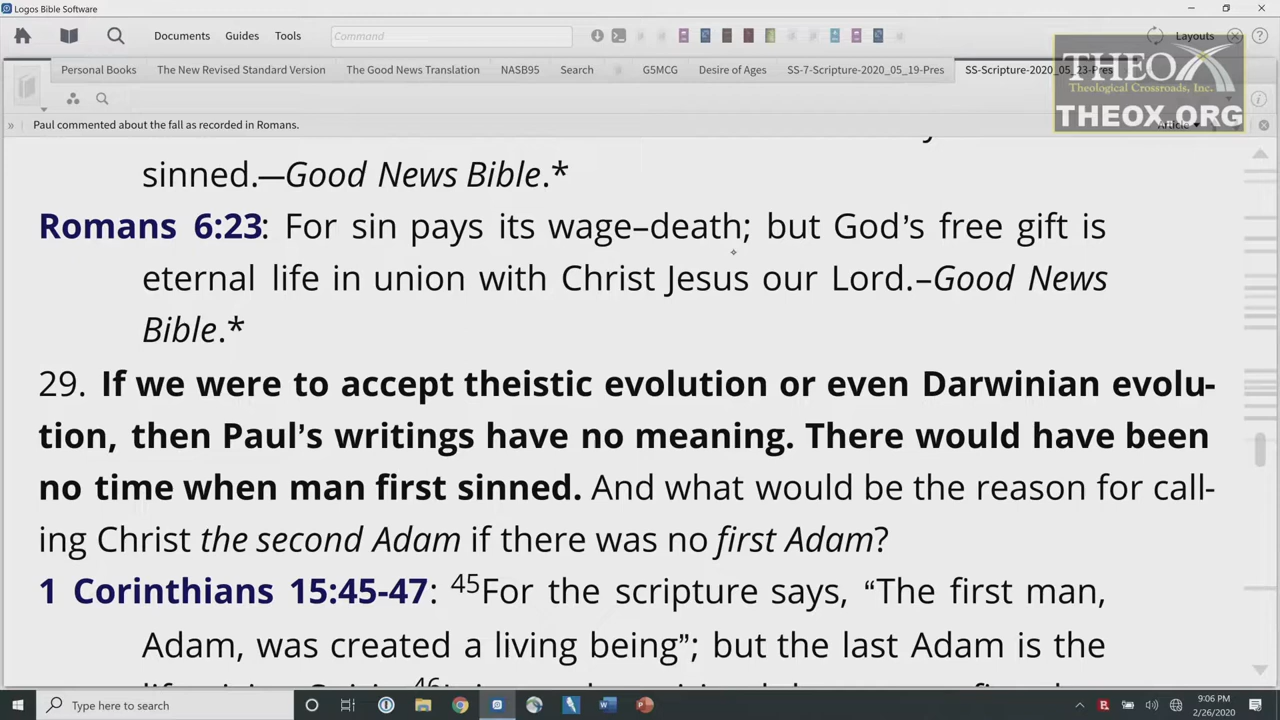 Logos Bible Software
Documents Guides Tools Command Layouts
Personal Books The New Revised Standard Version NASB95 Search G5MCG Desire of Ages SS-7-Scripture-2020_05_19-Pres SS-Scripture-2020_05_23-Pres
THEOX
Theological Crossroads, Inc.
THEOX.ORG
» Paul commented about the fall as recorded in Romans.
sinned.—Good News Bible.*
Romans 6:23: For sin pays its wage–death; but God’s free gift is
eternal life in union with Christ Jesus our Lord.–Good News
Bible.*
29. If we were to accept theistic evolution or even Darwinian evolu-
tion, then Paul’s writings have no meaning. There would have been
no time when man first sinned. And what would be the reason for call-
ing Christ the second Adam if there was no first Adam?
1 Corinthians 15:45-47: 45For the scripture says, “The first man,
Adam, was created a living being”; but the last Adam is the
Type here to search
9:06 PM
2/26/2020